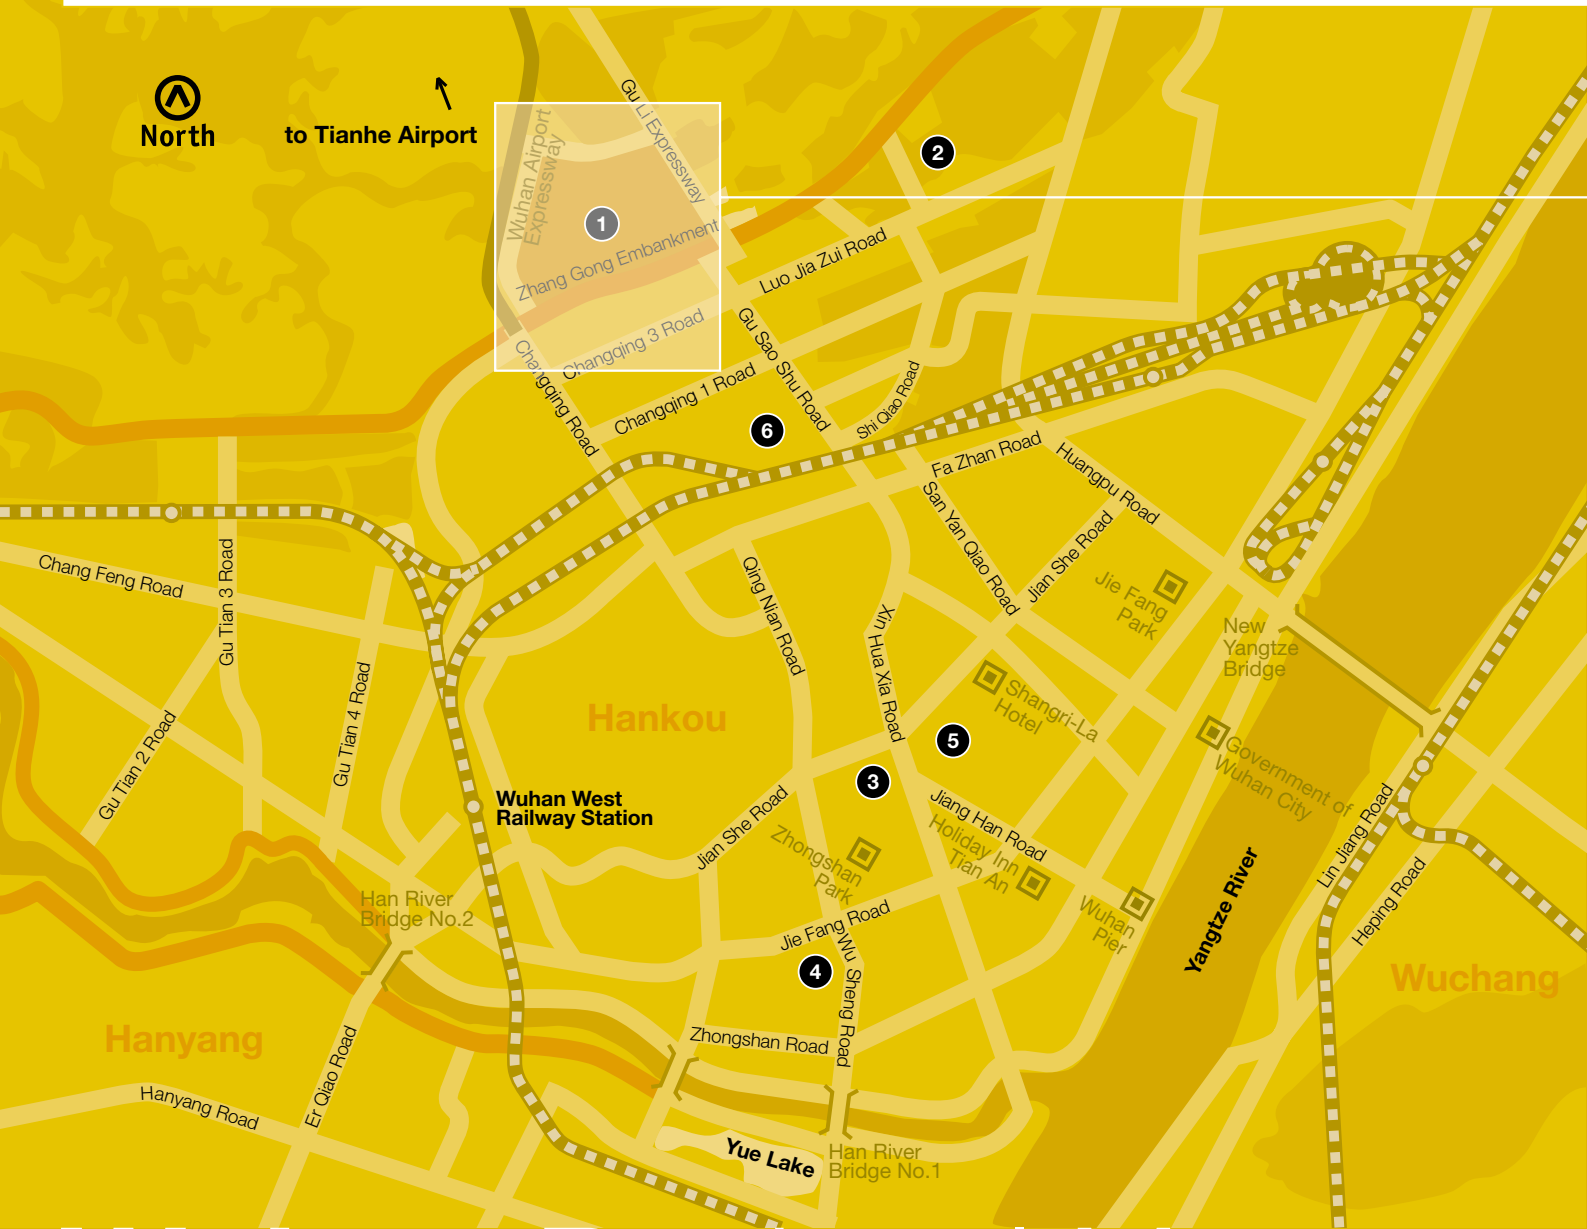 North
to Tianhe Airport
Gu Li Expressway
Wuhan Airport
Expressway
2
1
Zhang Gong Embankment
Luo Jia Zui Road
Changqing 3 Road
Gu Sao Shu Road
Changqing Road
Changqing 1 Road
Shi Qiao Road
6
Fa Zhan Road
Huangpu Road
San Yan Qiao Road
Jian She Road
Chang Feng Road
Gu Tian 3 Road
Qing Nian Road
Jie Fang
Park
Xin Hua Xia Road
New
Yangtze
Bridge
Gu Tian 4 Road
Gu Tian 2 Road
Hankou
Shangri-La
Hotel
5
3
Government of
Wuhan City
Wuhan West
Railway Station
Jian She Road
Jiang Han Road
Zhongshan
Park
Holiday Inn
Tian An
Lin Jiang Road
Heping Road
Yangtze River
Han River
Bridge No.2
Jie Fang Road
Wuhan
Pier
4
Wu Sheng Road
Wuchang
Hanyang
Zhongshan Road
Er Qiao Road
Hanyang Road
Yue Lake
Han River
Bridge No.1